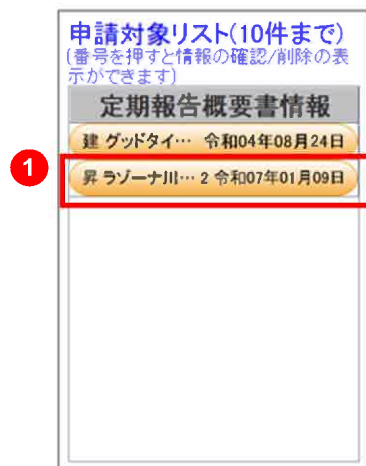 申請対象リスト(10件まで)
(番号を押すと情報の確認/削除の表
示ができます)
定期報告概要書情報
建 グッドタイ… 令和04年08月24日
1
昇 ラゾーナ川… 2 令和07年01月09日